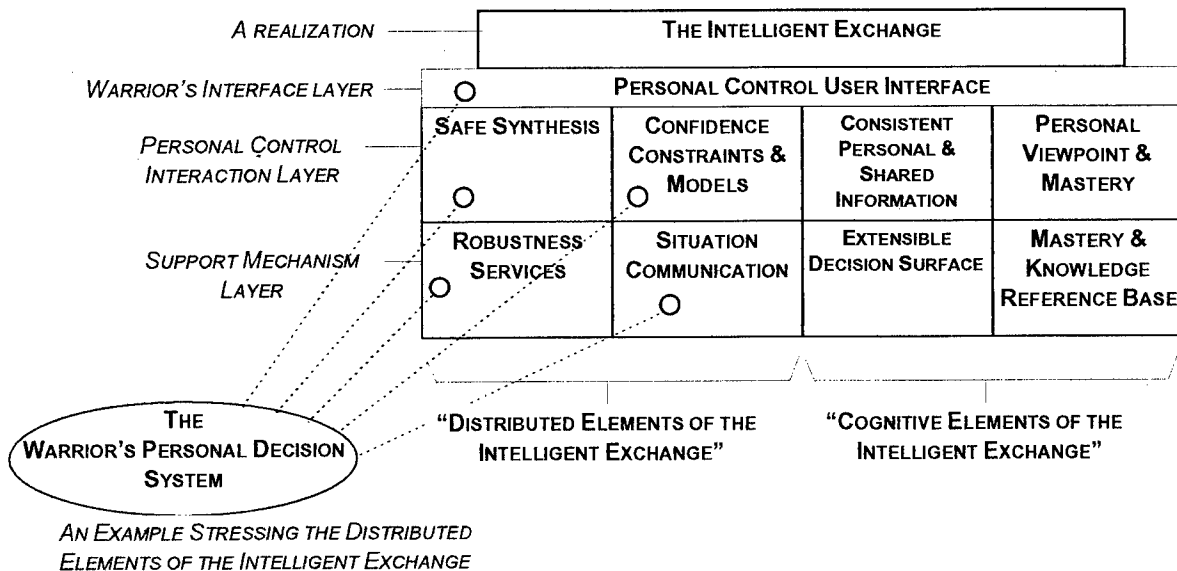 A REALIZATION
THE INTELLIGENT EXCHANGE
WARRIOR'S INTERFACE LAYER
PERSONAL CONTROL USER INTERFACE
PERSONAL CONTROL
INTERACTION LAYER
SAFE SYNTHESIS
CONFIDENCE
CONSTRAINTS &
MODELS
CONSISTENT
PERSONAL &
SHARED
INFORMATION
PERSONAL
VIEWPOINT &
MASTERY
SUPPORT MECHANISM
LAYER
ROBUSTNESS
SERVICES
SITUATION
COMMUNICATION
EXTENSIBLE
DECISION SURFACE
MASTERY &
KNOWLEDGE
REFERENCE BASE
THE
WARRIOR'S PERSONAL DECISION
SYSTEM
"DISTRIBUTED ELEMENTS OF THE
INTELLIGENT EXCHANGE"
"COGNITIVE ELEMENTS OF THE
INTELLIGENT EXCHANGE"
AN EXAMPLE STRESSING THE DISTRIBUTED
ELEMENTS OF THE INTELLIGENT EXCHANGE